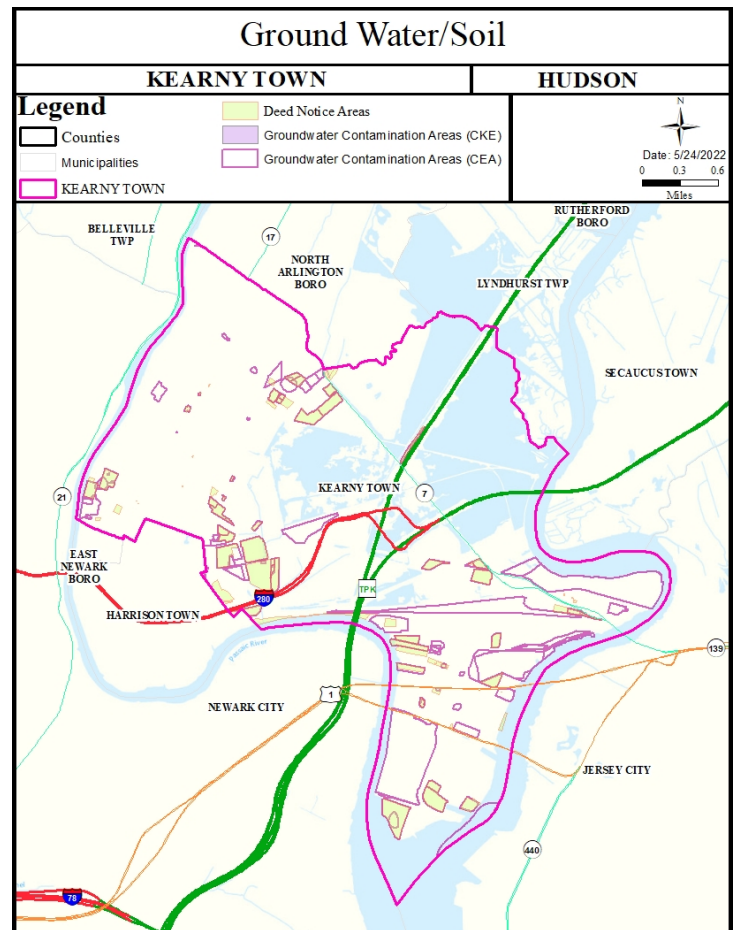 Ground Water/Soil
KEARNY TOWN
HUDSON
Legend
Counties
Municipalities
KEARNY TOWN
Deed Notice Areas
Groundwater Contamination Areas (CKE)
Groundwater Contamination Areas (CEA)
N
Date: 5/24/2022
0 0.3 0.6
Miles
RUTHERFORD
BORO
BELLEVILLE
TWP
17
NORTH
ARLINGTON
BORO
LYNDHURST TWP
SECAUCUS TOWN
KEARNY TOWN
7
21
EAST
NEWARK
BORO
280
TPK
HARRISON TOWN
Passaic River
139
1
NEWARK CITY
JERSEY CITY
440
78